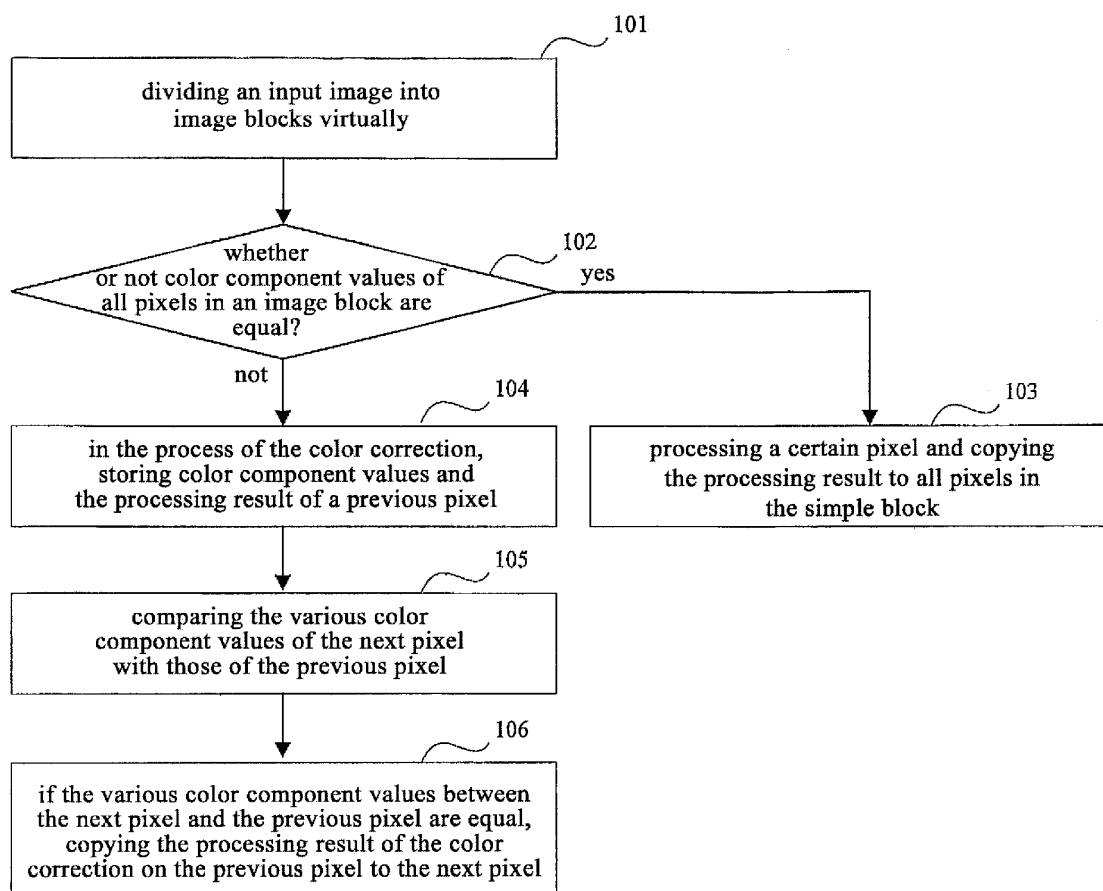 101
dividing an input image into
image blocks virtually
102
whether
or not color component values of
all pixels in an image block are
equal?
yes
not
104
in the process of the color correction,
storing color component values and
the processing result of a previous pixel
103
processing a certain pixel and copying
the processing result to all pixels in
the simple block
105
comparing the various color
component values of the next pixel
with those of the previous pixel
106
if the various color component values between
the next pixel and the previous pixel are equal,
copying the processing result of the color
correction on the previous pixel to the next pixel